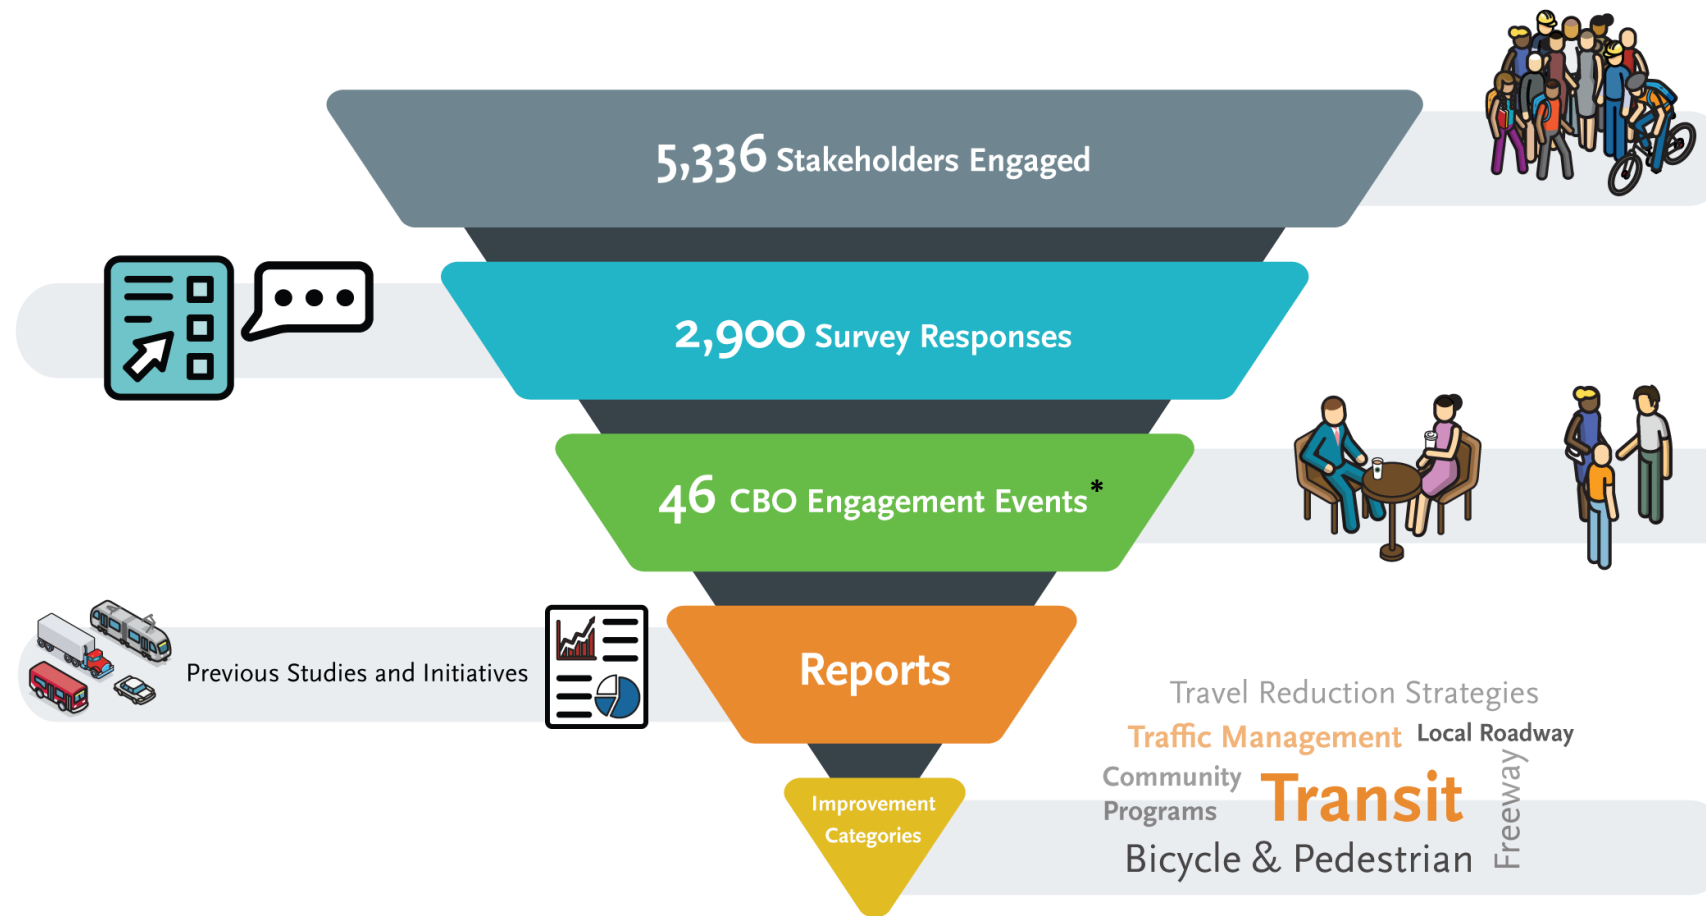 5,336 Stakeholders Engaged
2,900 Survey Responses
46 CBO Engagement Events*
Previous Studies and Initiatives
Reports
Improvement
Categories
Travel Reduction Strategies
Traffic Management Local Roadway
Community
Programs
Transit
Freeway
Bicycle & Pedestrian